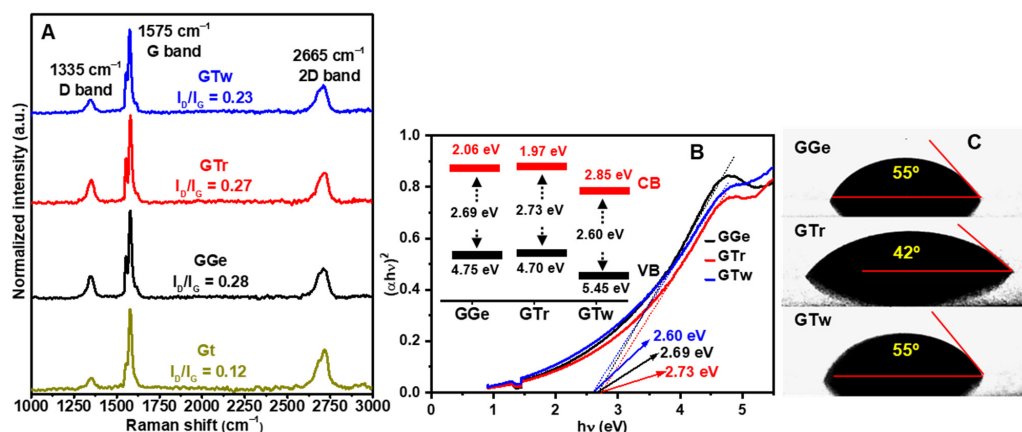 A
1575 cm⁻¹
G band
1335 cm⁻¹
D band
2665 cm⁻¹
2D band
GTw
I_D/I_G = 0.23
GTr
I_D/I_G = 0.27
GGe
I_D/I_G = 0.28
Gt
I_D/I_G = 0.12
Normalized intensity (a.u.)
1000 1250 1500 1750 2000 2250 2500 2750 3000
Raman shift (cm⁻¹)
B
(αhν)²
1.0
0.8
0.6
0.4
0.2
0.0
2.06 eV
1.97 eV
2.85 eV
CB
2.69 eV
2.73 eV
2.60 eV
4.75 eV
4.70 eV
5.45 eV
VB
GGe GTr GTw
GGe
GTr
GTw
2.60 eV
2.69 eV
2.73 eV
0 1 2 3 4 5
hν (eV)
C
GGe
55º
GTr
42º
GTw
55º